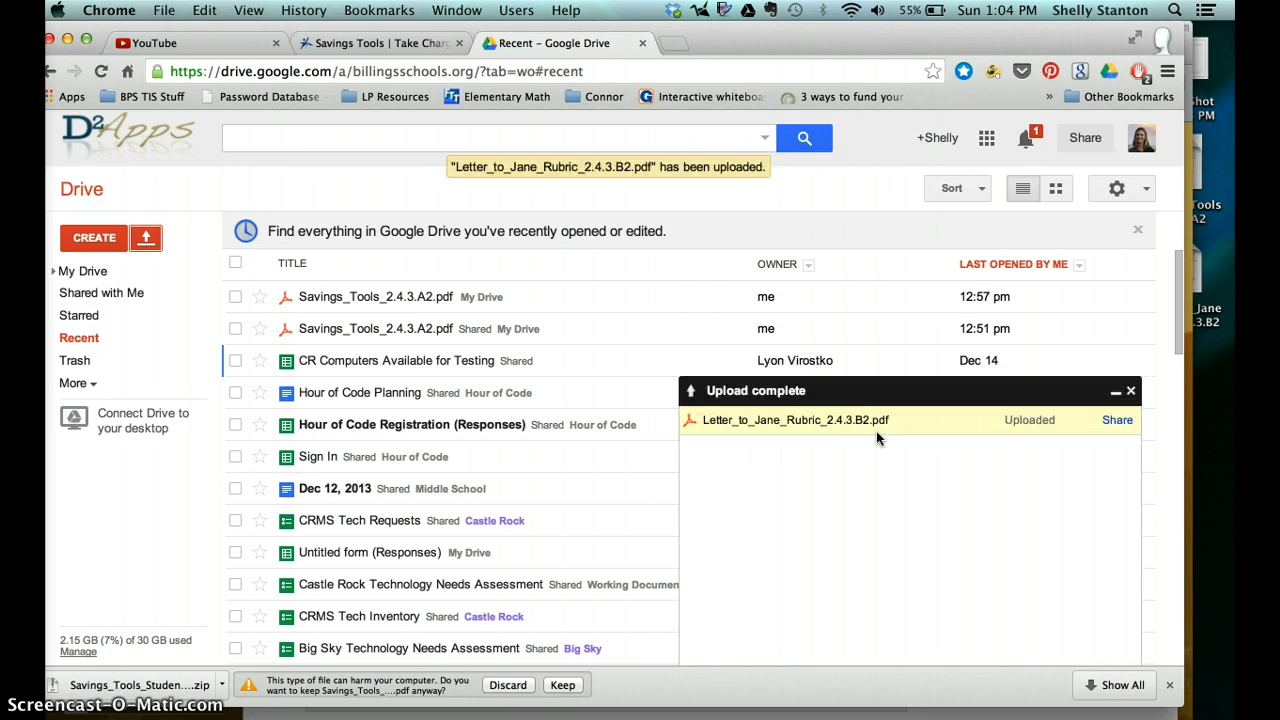 Chrome File Edit View History Bookmarks Window Users Help 55% Sun 1:04 PM Shelly Stanton
YouTube Savings Tools | Take Charg Recent – Google Drive
https://drive.google.com/a/billingsschools.org/?tab=wo#recent
Apps BPS TIS Stuff Password Database LP Resources Elementary Math Connor Interactive whiteboa 3 ways to fund your » Other Bookmarks
D2Apps +Shelly 1 Share
"Letter_to_Jane_Rubric_2.4.3.B2.pdf" has been uploaded.
Drive Sort
CREATE Find everything in Google Drive you've recently opened or edited.
TITLE OWNER LAST OPENED BY ME
My Drive
Shared with Me
Starred
Recent
Trash
More
Connect Drive to
your desktop
Savings_Tools_2.4.3.A2.pdf My Drive me 12:57 pm
Savings_Tools_2.4.3.A2.pdf Shared My Drive me 12:51 pm
CR Computers Available for Testing Shared Lyon Virostko Dec 14
Hour of Code Planning Shared Hour of Code
Hour of Code Registration (Responses) Shared Hour of Code
Sign In Shared Hour of Code
Dec 12, 2013 Shared Middle School
CRMS Tech Requests Shared Castle Rock
Untitled form (Responses) My Drive
Castle Rock Technology Needs Assessment Shared Working Documen
CRMS Tech Inventory Shared Castle Rock
Big Sky Technology Needs Assessment Shared Big Sky
Upload complete
Letter_to_Jane_Rubric_2.4.3.B2.pdf Uploaded Share
2.15 GB (7%) of 30 GB used
Manage
Savings_Tools_Studen....zip
This type of file can harm your computer. Do you
want to keep Savings_Tools_....pdf anyway?
Discard Keep Show All
Shot
PM
Tools
A2
Jane
.3.B2
Screencast-O-Matic.com